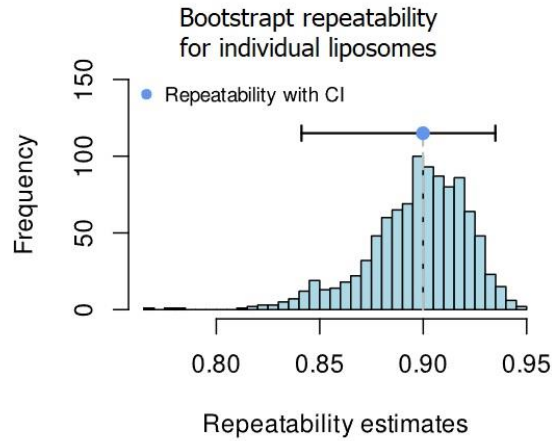 Bootstrapt repeatability
for individual liposomes
Repeatability with CI
Frequency
150
100
50
0
0.80 0.85 0.90 0.95
Repeatability estimates